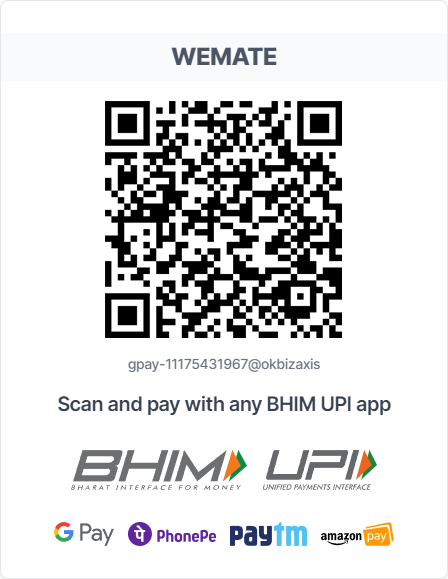 WEMATE
gpay-11175431967@okbizaxis
Scan and pay with any BHIM UPI app
BHIM UPI
BHARAT INTERFACE FOR MONEY UNIFIED PAYMENTS INTERFACE
G Pay PhonePe paytm amazon pay